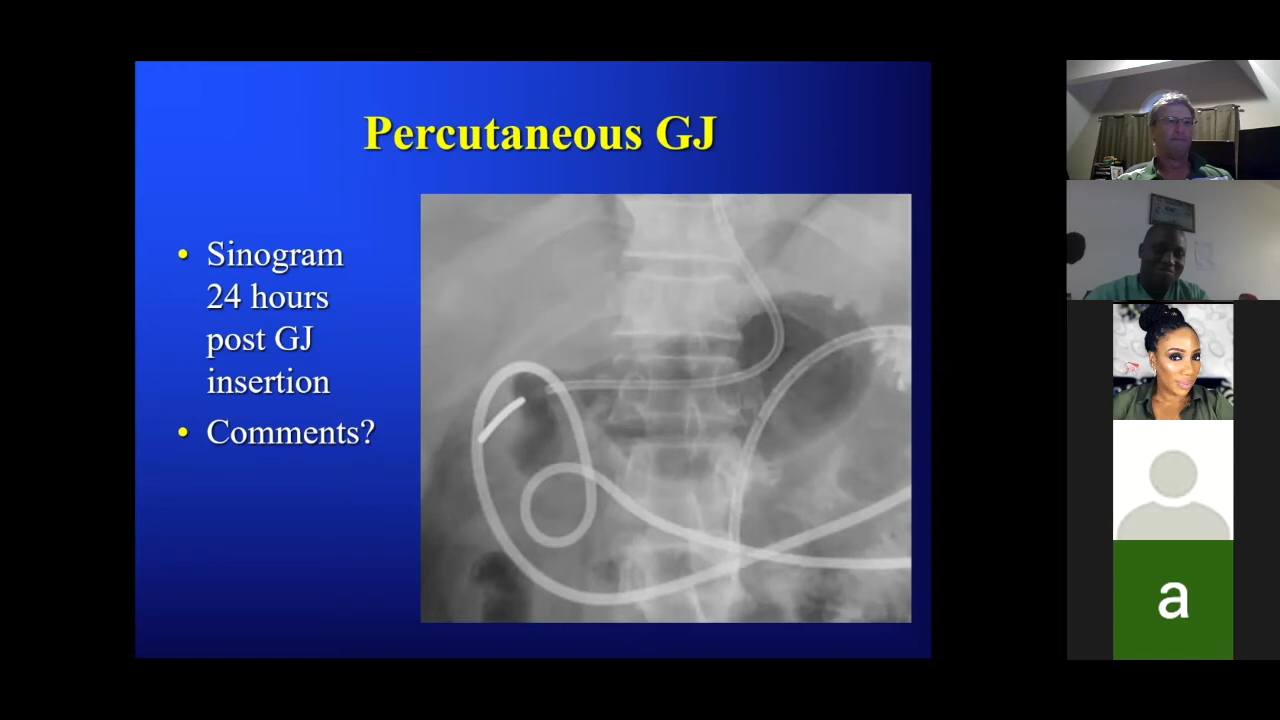 Percutaneous GJ
• Sinogram
24 hours
post GJ
insertion
• Comments?
a